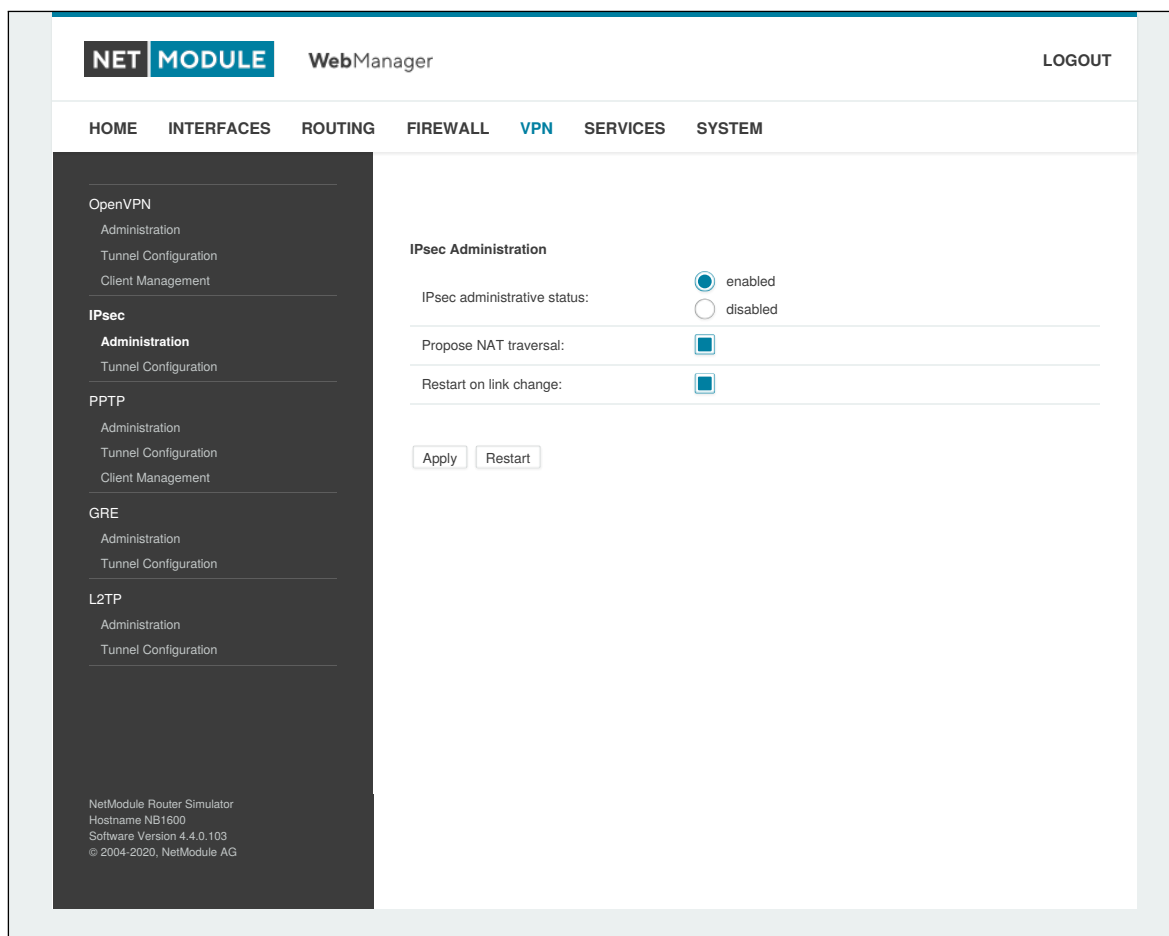 NET MODULE WebManager LOGOUT
HOME INTERFACES ROUTING FIREWALL VPN SERVICES SYSTEM
OpenVPN
Administration
Tunnel Configuration
Client Management
IPsec
Administration
Tunnel Configuration
PPTP
Administration
Tunnel Configuration
Client Management
GRE
Administration
Tunnel Configuration
L2TP
Administration
Tunnel Configuration
NetModule Router Simulator
Hostname NB1600
Software Version 4.4.0.103
© 2004-2020, NetModule AG
IPsec Administration
IPsec administrative status:
enabled
disabled
Propose NAT traversal:
Restart on link change:
Apply Restart